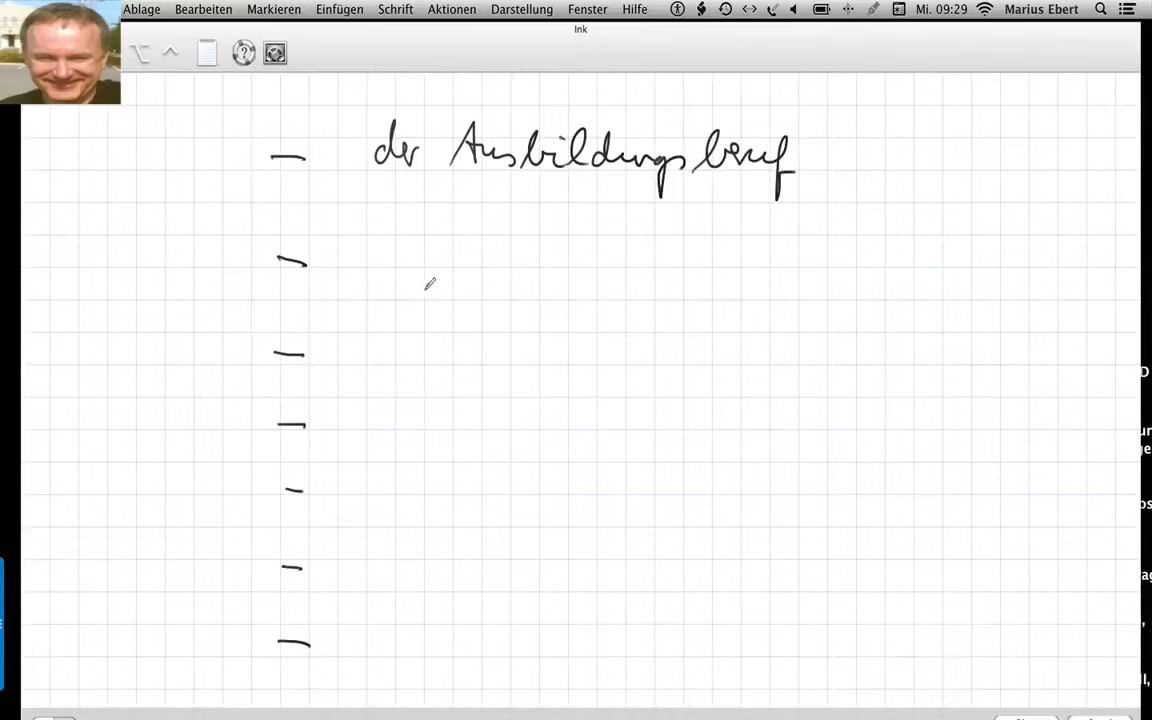 Ablage Bearbeiten Markieren Einfügen Schrift Aktionen Darstellung Fenster Hilfe Mi. 09:29 Marius Ebert
Ink
– der Ausbildungsberuf
–
–
–
–
–
–